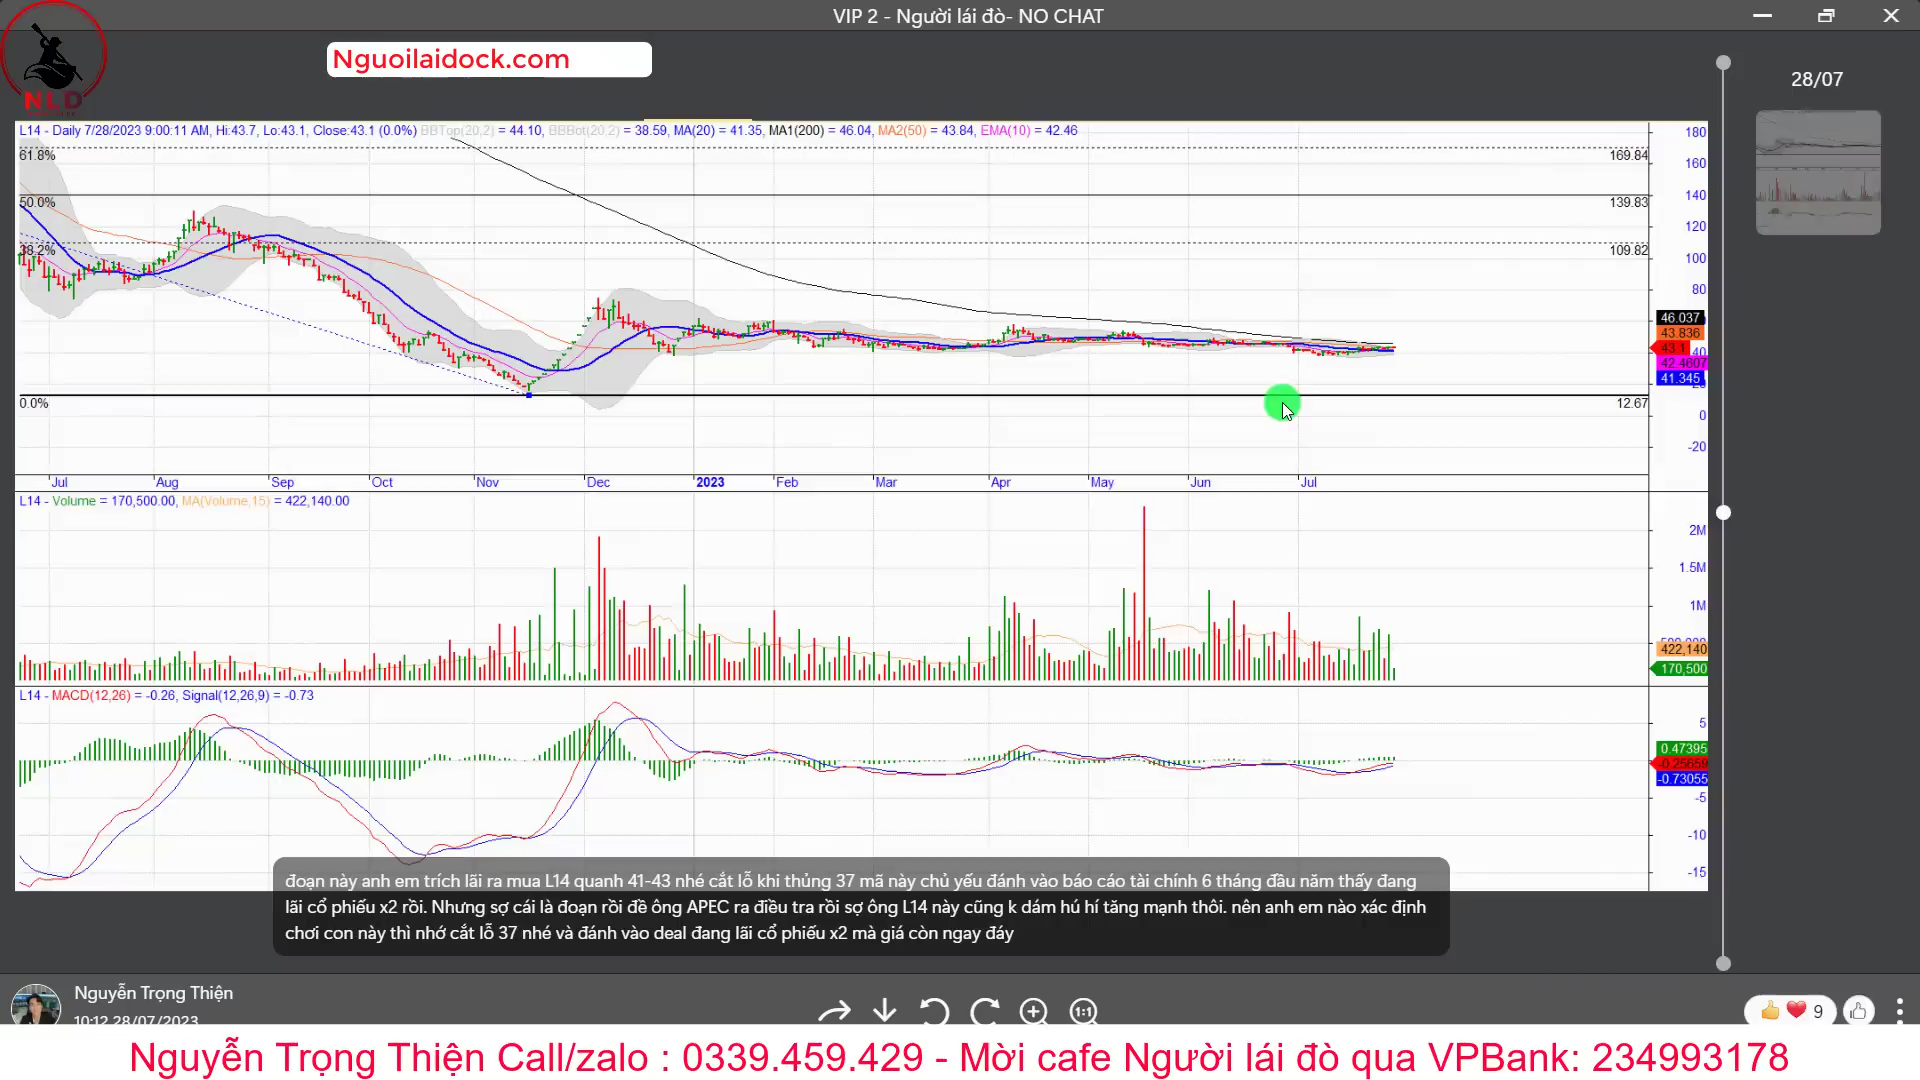 VIP 2 - Người lái đò- NO CHAT
Nguoilaidock.com
NLD
28/07
L14 - Daily 7/28/2023 9:00:11 AM, Hi:43.7, Lo:43.1, Close:43.1 (0.0%) BBTop(20,2) = 44.10, BBBot(20,2) = 38.59, MA(20) = 41.35, MA1(200) = 46.04, MA2(50) = 43.84, EMA(10) = 42.46
180
61.8%
169.84
160
140
50.0%
139.83
120
38.2%
109.82
100
80
46.037
43.836
43.1
40
42.4607
41.345
20
0.0%
12.67
0
-20
Jul Aug Sep Oct Nov Dec 2023 Feb Mar Apr May Jun Jul
L14 - Volume = 170,500.00, MA(Volume,15) = 422,140.00
2M
1.5M
1M
500,000
422,140
170,500
L14 - MACD(12,26) = -0.26, Signal(12,26,9) = -0.73
5
0.47395
-0.25659
-0.73055
-5
-10
-15
đoạn này anh em trích lãi ra mua L14 quanh 41-43 nhé cắt lỗ khi thủng 37 mã này chủ yếu đánh vào báo cáo tài chính 6 tháng đầu năm thấy đang
lãi cổ phiếu x2 rồi. Nhưng sợ cái là đoạn rồi đề ông APEC ra điều tra rồi sợ ông L14 này cũng k dám hú hí tăng mạnh thôi. nên anh em nào xác định
chơi con này thì nhớ cắt lỗ 37 nhé và đánh vào deal đang lãi cổ phiếu x2 mà giá còn ngay đáy
Nguyễn Trọng Thiện
10:12 28/07/2023
1:1
9
Nguyễn Trọng Thiện Call/zalo : 0339.459.429 - Mời cafe Người lái đò qua VPBank: 234993178